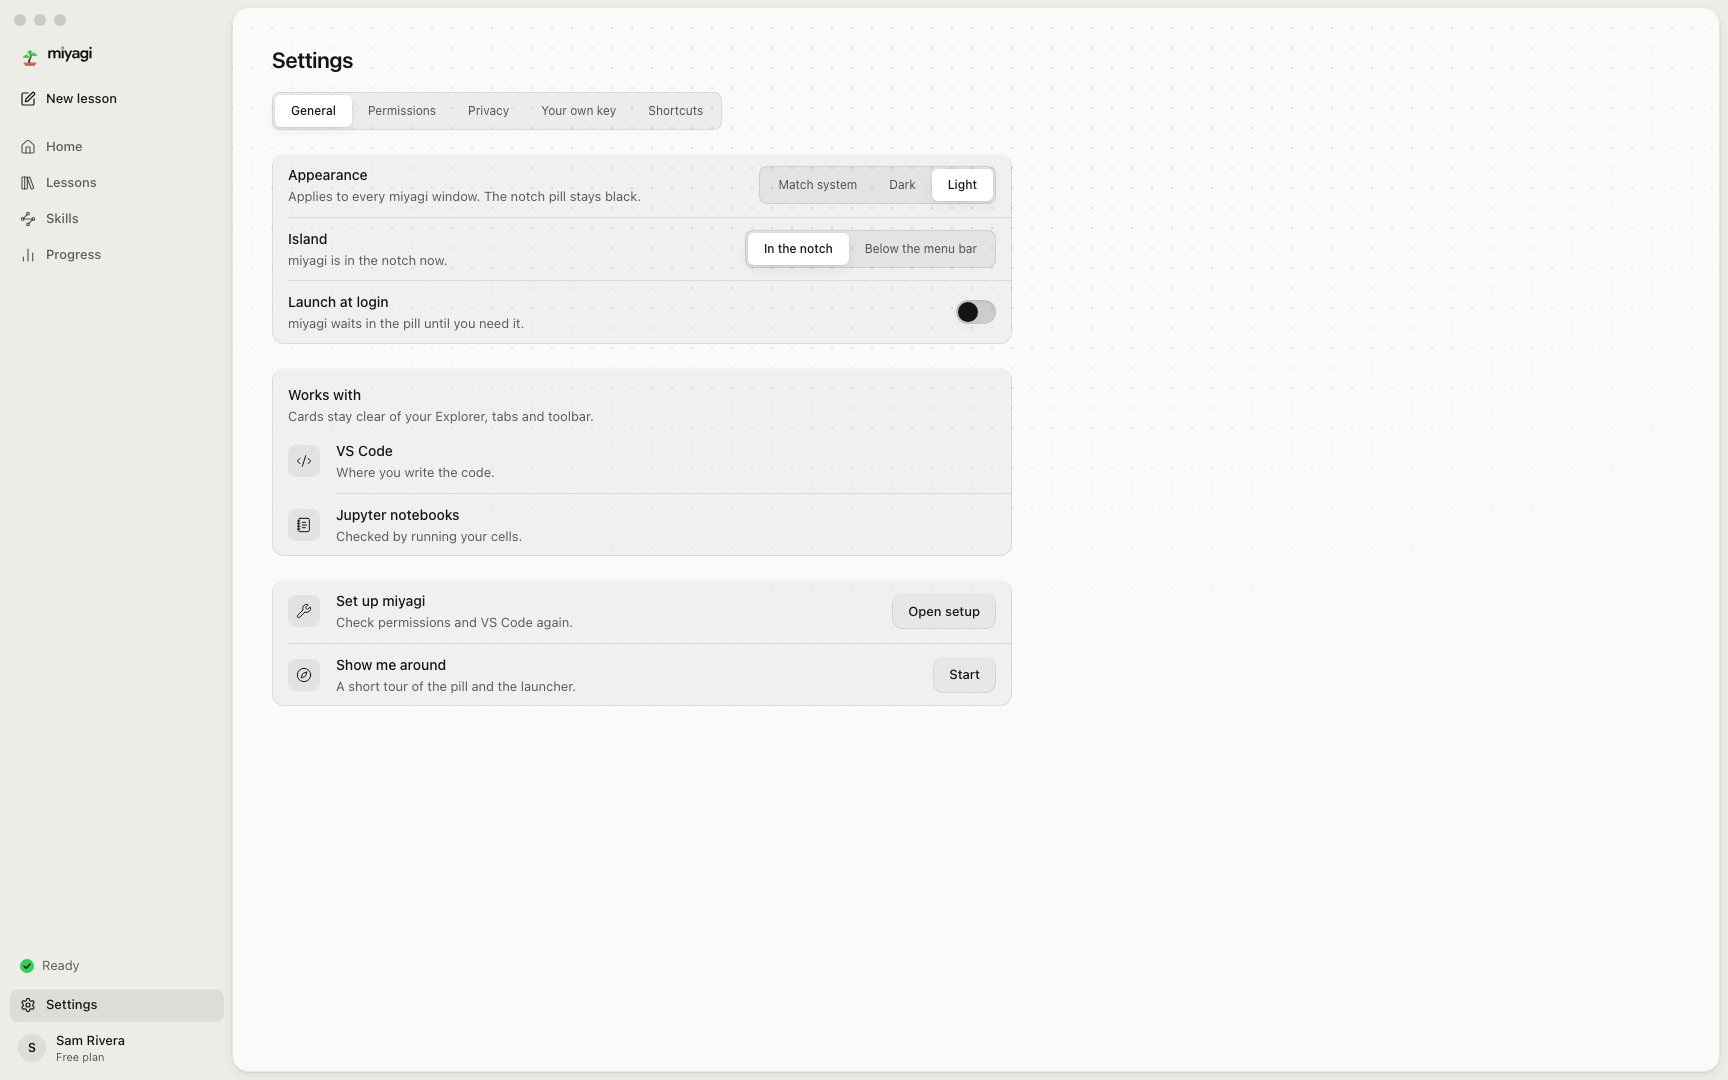 miyagi
New lesson
Home
Lessons
Skills
Progress
Ready
Settings
S
Sam Rivera
Free plan
Settings
General Permissions Privacy Your own key Shortcuts
Appearance
Applies to every miyagi window. The notch pill stays black.
Match system Dark Light
Island
miyagi is in the notch now.
In the notch Below the menu bar
Launch at login
miyagi waits in the pill until you need it.
Works with
Cards stay clear of your Explorer, tabs and toolbar.
VS Code
Where you write the code.
Jupyter notebooks
Checked by running your cells.
Set up miyagi
Check permissions and VS Code again.
Open setup
Show me around
A short tour of the pill and the launcher.
Start